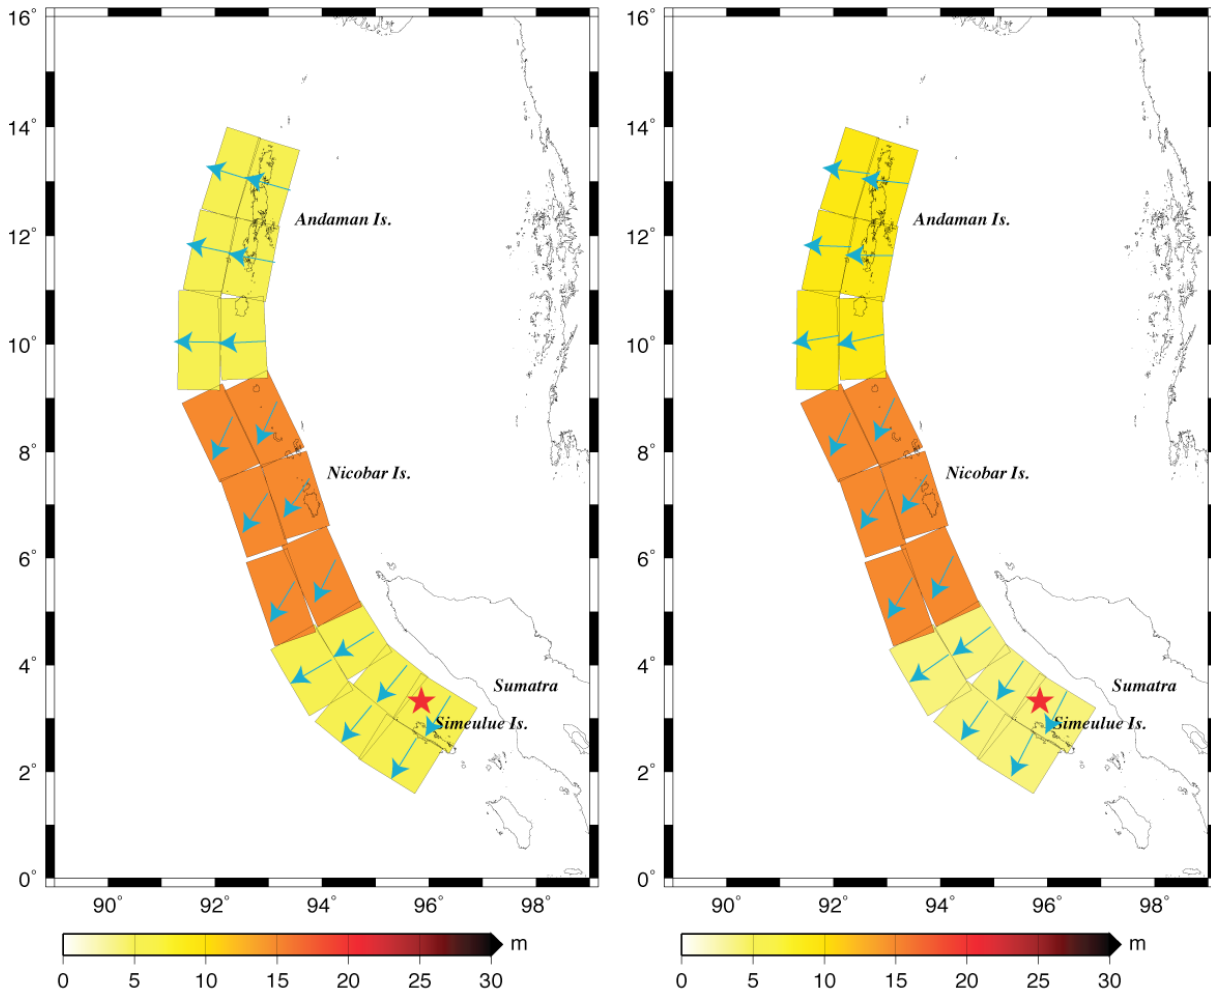 16° 16°
14° 14°
Andaman Is. Andaman Is.
12° 12°
10° 10°
8° 8°
Nicobar Is. Nicobar Is.
6° 6°
4° 4°
Sumatra Sumatra
Simeulue Is. Simeulue Is.
2° 2°
0° 0°
90° 92° 94° 96° 98° 90° 92° 94° 96° 98°
m m
0 5 10 15 20 25 30 0 5 10 15 20 25 30